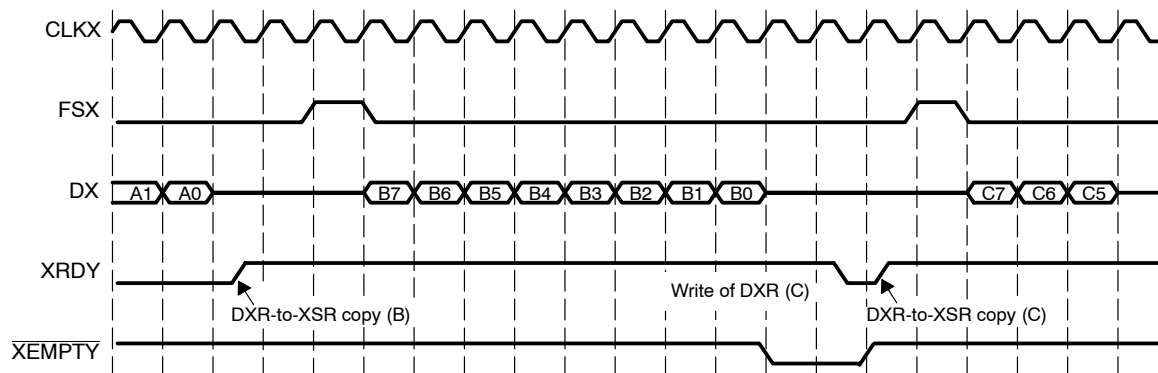 CLKX
FSX
DX A1 A0 B7 B6 B5 B4 B3 B2 B1 B0 C7 C6 C5
XRDY
Write of DXR (C)
DXR-to-XSR copy (B) DXR-to-XSR copy (C)
XEMPTY